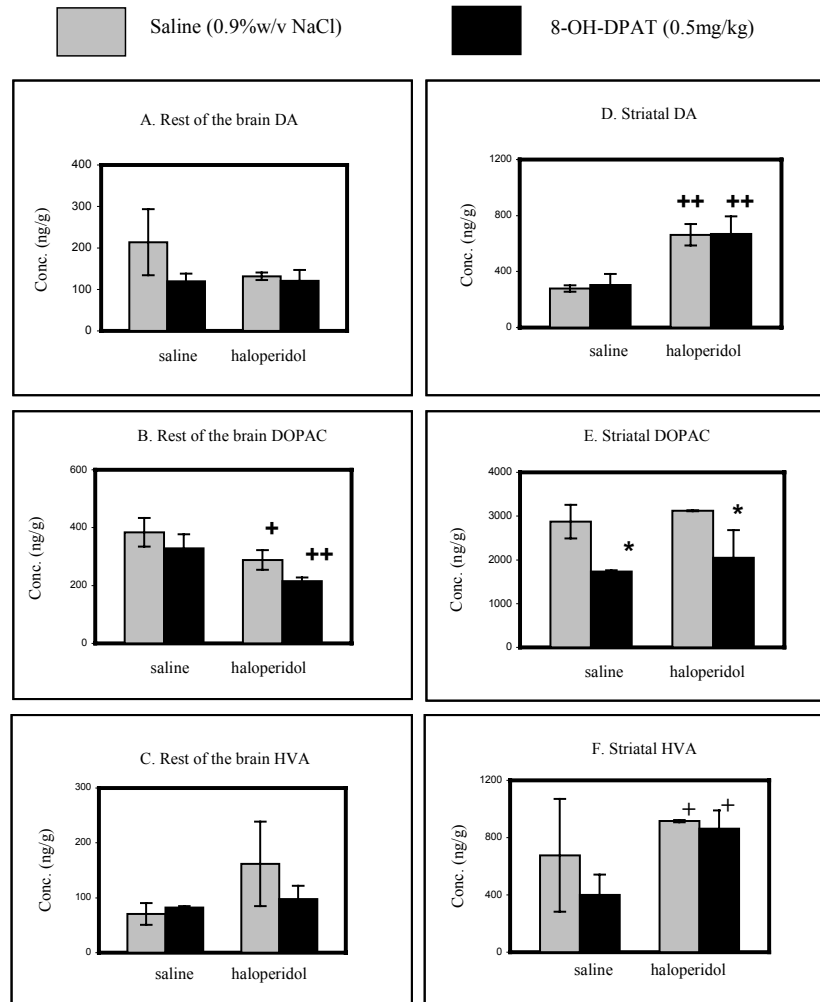 Saline (0.9%w/v NaCl)
8-OH-DPAT (0.5mg/kg)
A. Rest of the brain DA
Conc. (ng/g)
400
300
200
100
0
saline haloperidol
D. Striatal DA
Conc. (ng/g)
1200
800
400
0
++ ++
saline haloperidol
B. Rest of the brain DOPAC
Conc. (ng/g)
600
400
200
0
+
++
saline haloperidol
E. Striatal DOPAC
Conc. (ng/g)
4000
3000
2000
1000
0
*
*
saline haloperidol
C. Rest of the brain HVA
Conc. (ng/g)
300
200
100
0
saline haloperidol
F. Striatal HVA
Conc. (ng/g)
1200
800
400
0
+ +
saline haloperidol